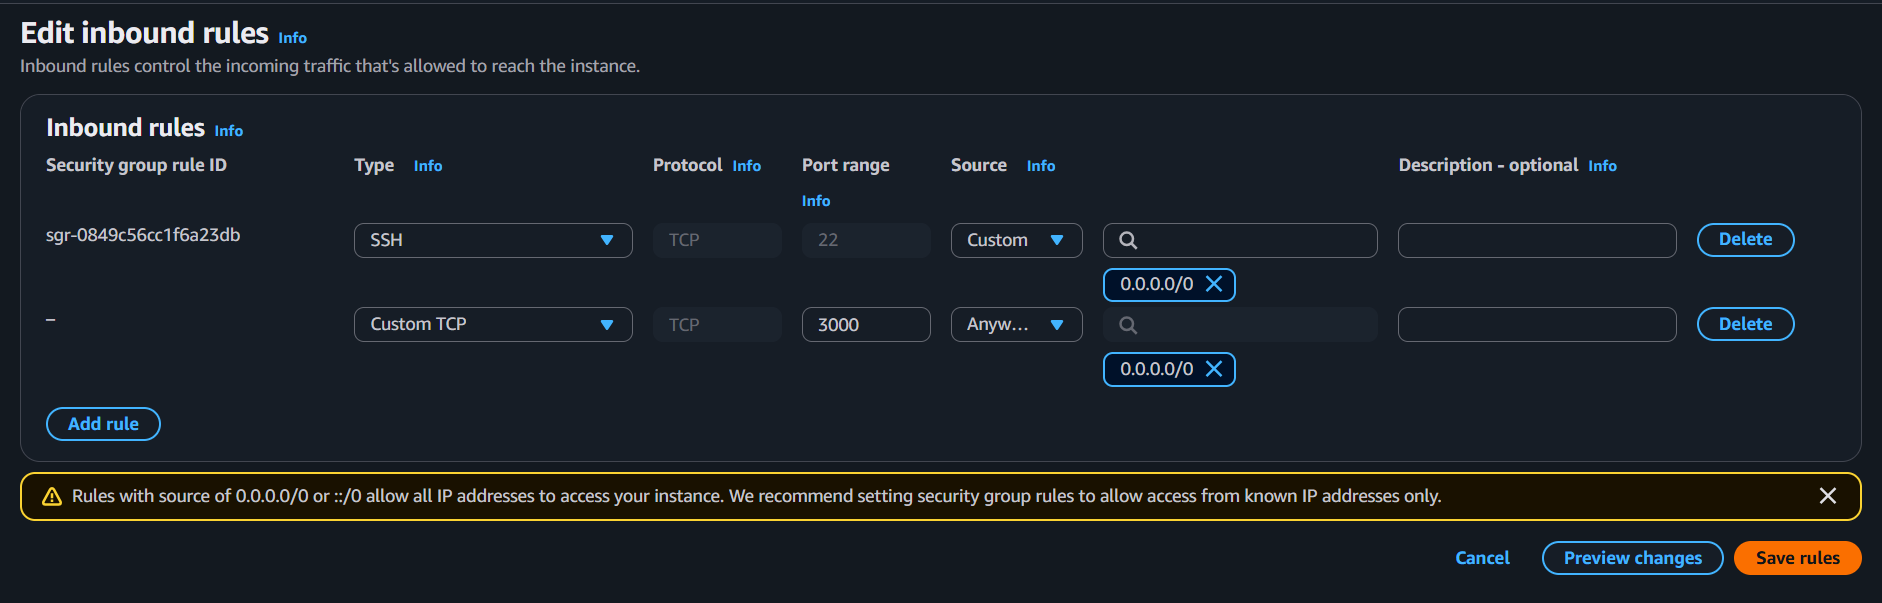 Edit inbound rules Info
Inbound rules control the incoming traffic that's allowed to reach the instance.
Inbound rules Info
Security group rule ID Type Info Protocol Info Port range Info Source Info Description - optional Info
sgr-0849c56cc1f6a23db SSH TCP 22 Custom Delete
0.0.0.0/0
– Custom TCP TCP 3000 Anyw... Delete
0.0.0.0/0
Add rule
Rules with source of 0.0.0.0/0 or ::/0 allow all IP addresses to access your instance. We recommend setting security group rules to allow access from known IP addresses only.
Cancel Preview changes Save rules